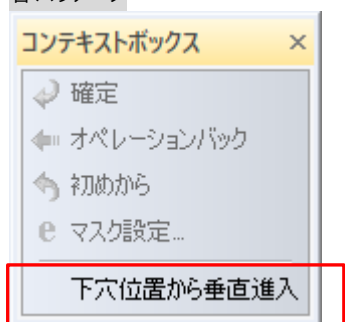 コンテキストボックス
確定
オペレーションバック
初めから
マスク設定...
下穴位置から垂直進入